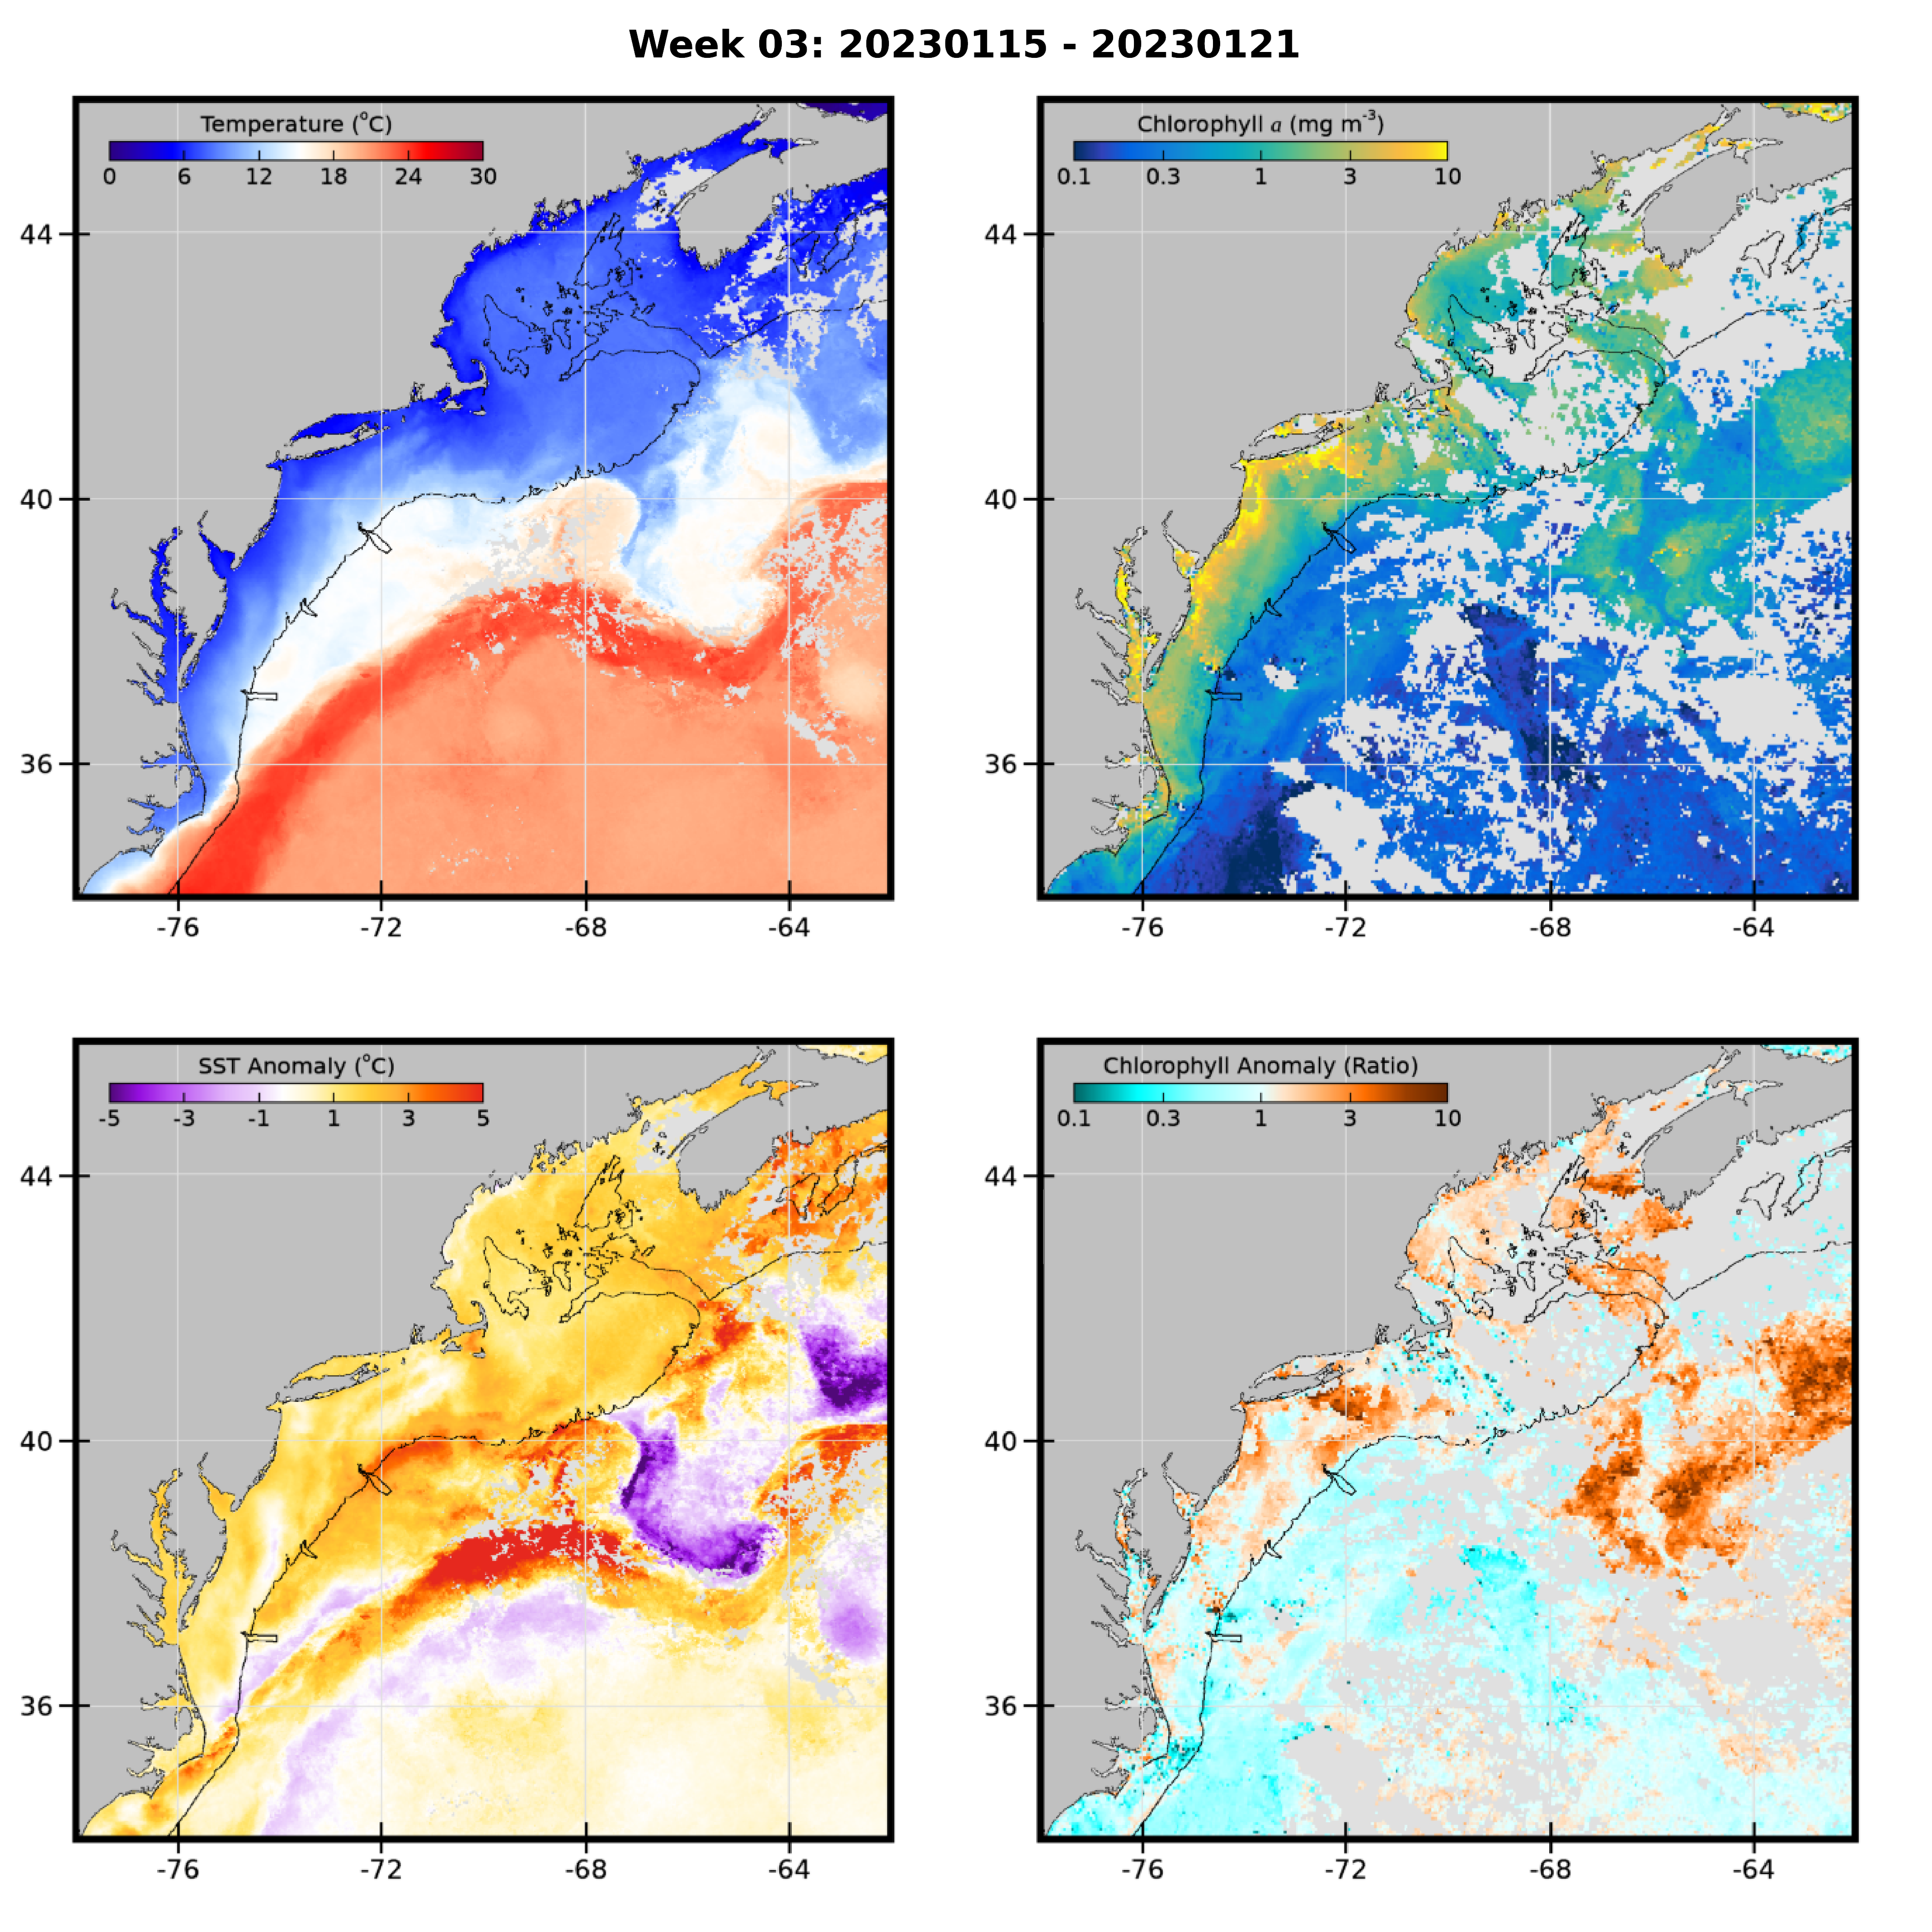 Week 03: 20230115 - 20230121
Temperature (°C)
0 6 12 18 24 30
44
40
36
-76 -72 -68 -64
Chlorophyll a (mg m⁻³)
0.1 0.3 1 3 10
44
40
36
-76 -72 -68 -64
SST Anomaly (°C)
-5 -3 -1 1 3 5
44
40
36
-76 -72 -68 -64
Chlorophyll Anomaly (Ratio)
0.1 0.3 1 3 10
44
40
36
-76 -72 -68 -64